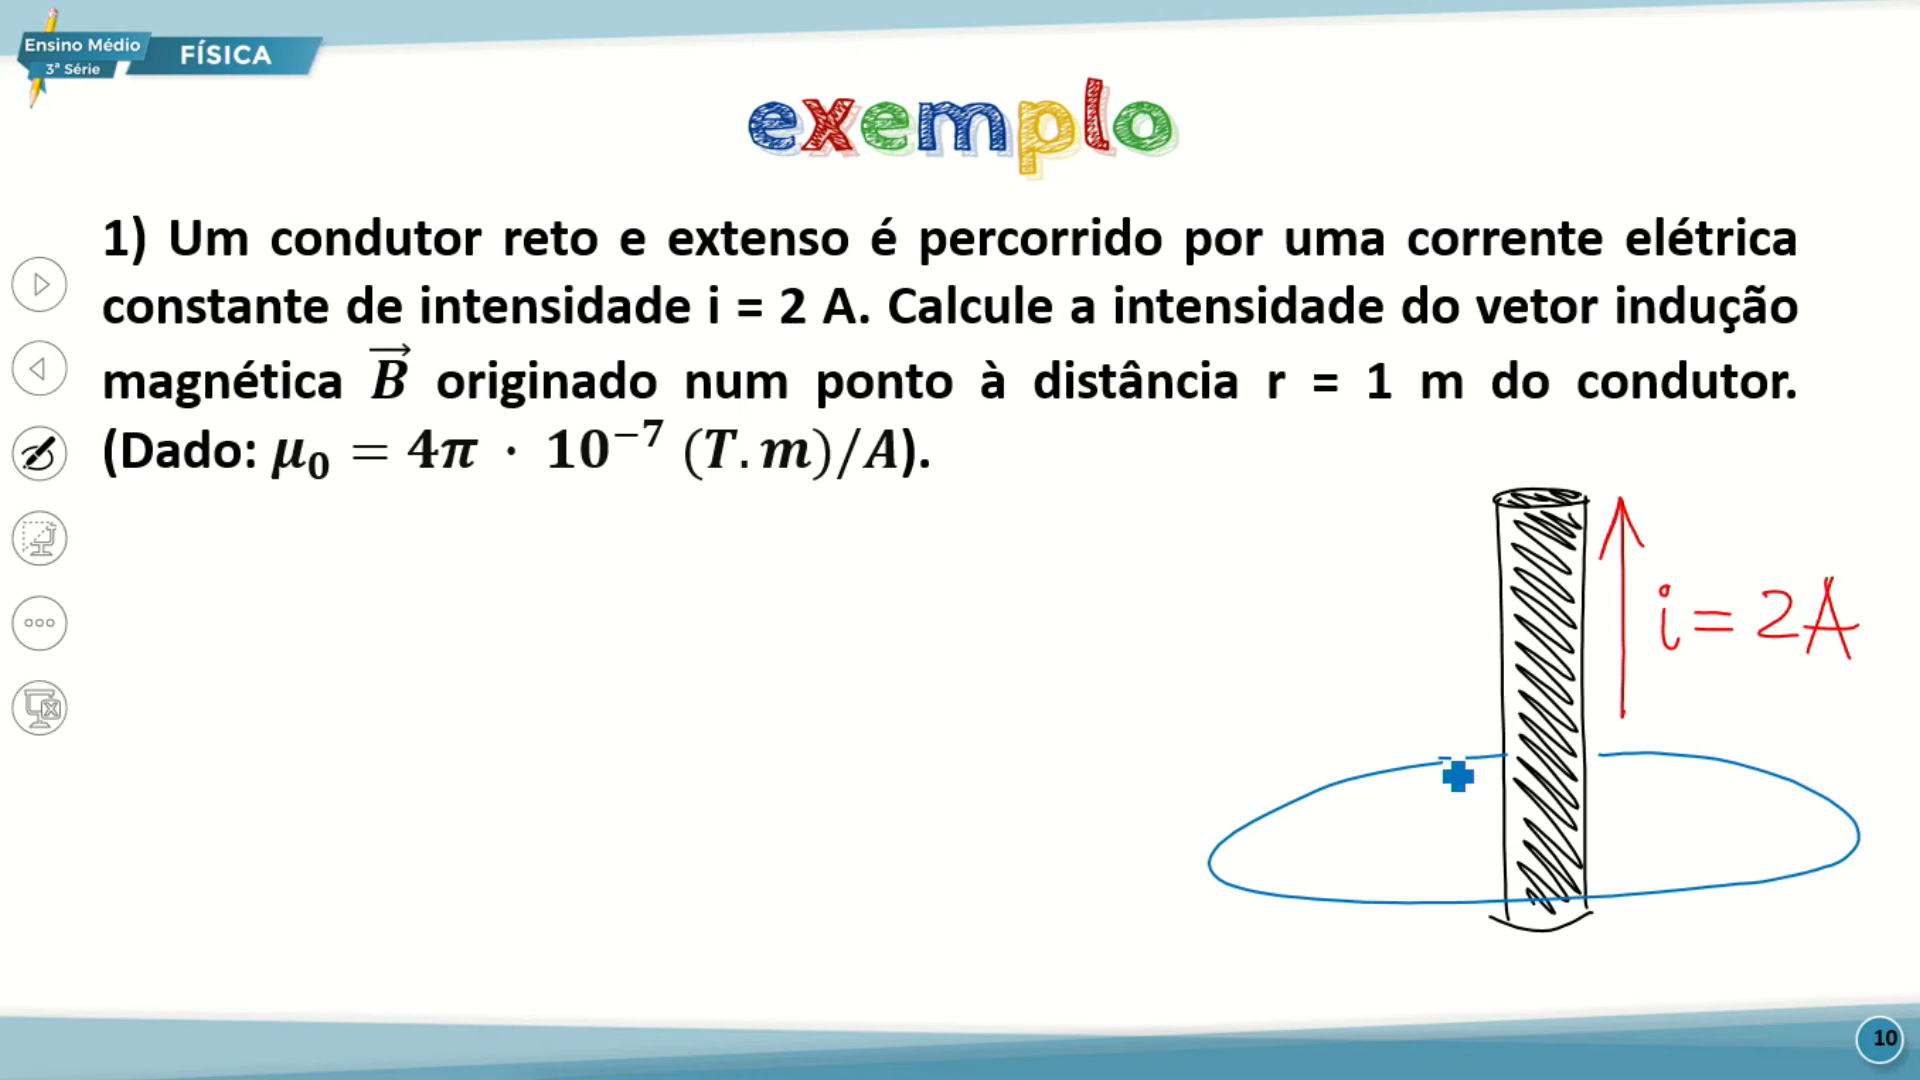 Ensino Médio
3ª Série
FÍSICA
exemplo
1) Um condutor reto e extenso é percorrido por uma corrente elétrica
constante de intensidade i = 2 A. Calcule a intensidade do vetor indução
magnética \vec{B} originado num ponto à distância r = 1 m do condutor.
(Dado: μ₀ = 4π · 10⁻⁷ (T.m)/A).
i = 2A
10